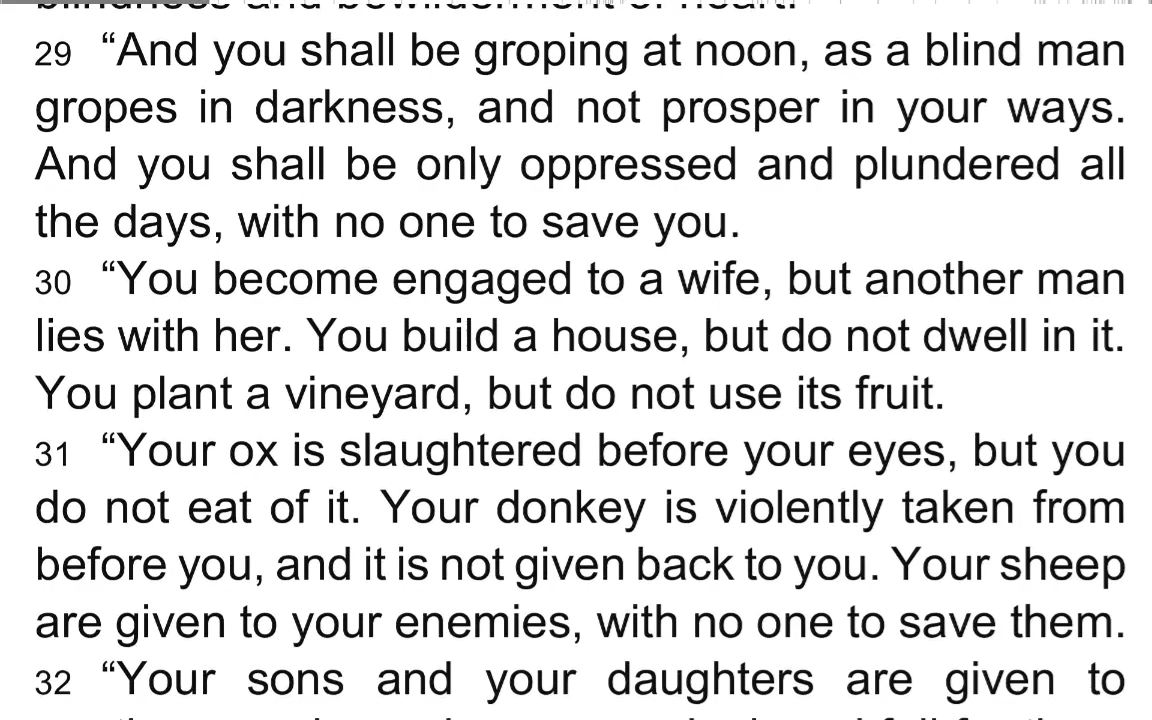 29 “And you shall be groping at noon, as a blind man
gropes in darkness, and not prosper in your ways.
And you shall be only oppressed and plundered all
the days, with no one to save you.
30 “You become engaged to a wife, but another man
lies with her. You build a house, but do not dwell in it.
You plant a vineyard, but do not use its fruit.
31 “Your ox is slaughtered before your eyes, but you
do not eat of it. Your donkey is violently taken from
before you, and it is not given back to you. Your sheep
are given to your enemies, with no one to save them.
32 “Your sons and your daughters are given to